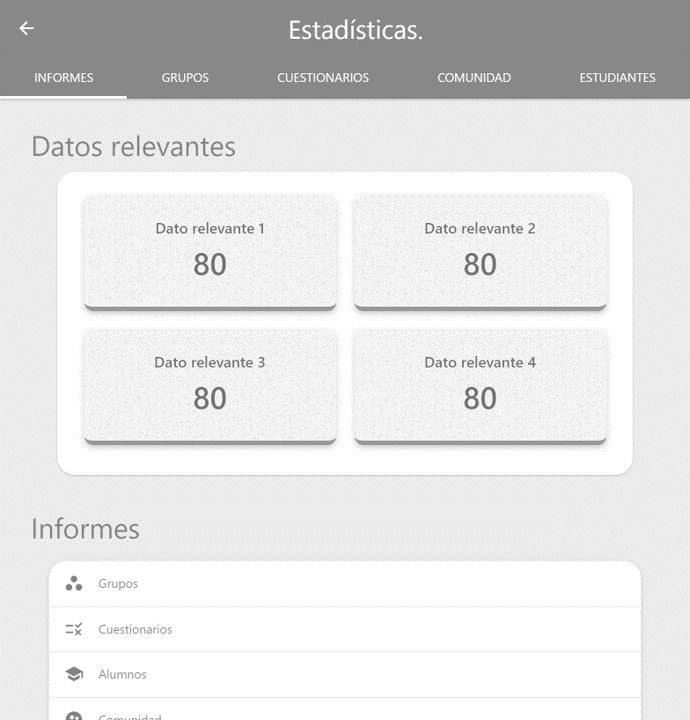 Estadísticas.
INFORMES GRUPOS CUESTIONARIOS COMUNIDAD ESTUDIANTES
Datos relevantes
Dato relevante 1
80
Dato relevante 2
80
Dato relevante 3
80
Dato relevante 4
80
Informes
Grupos
Cuestionarios
Alumnos
Comunidad